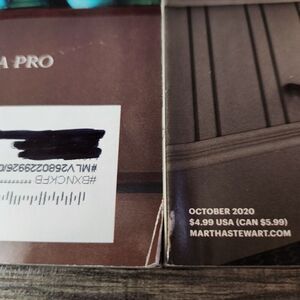 A PRO
#BXNCKFB
OCTOBER 2020
$4.99 USA (CAN $5.99)
MARTHASTEWART.COM